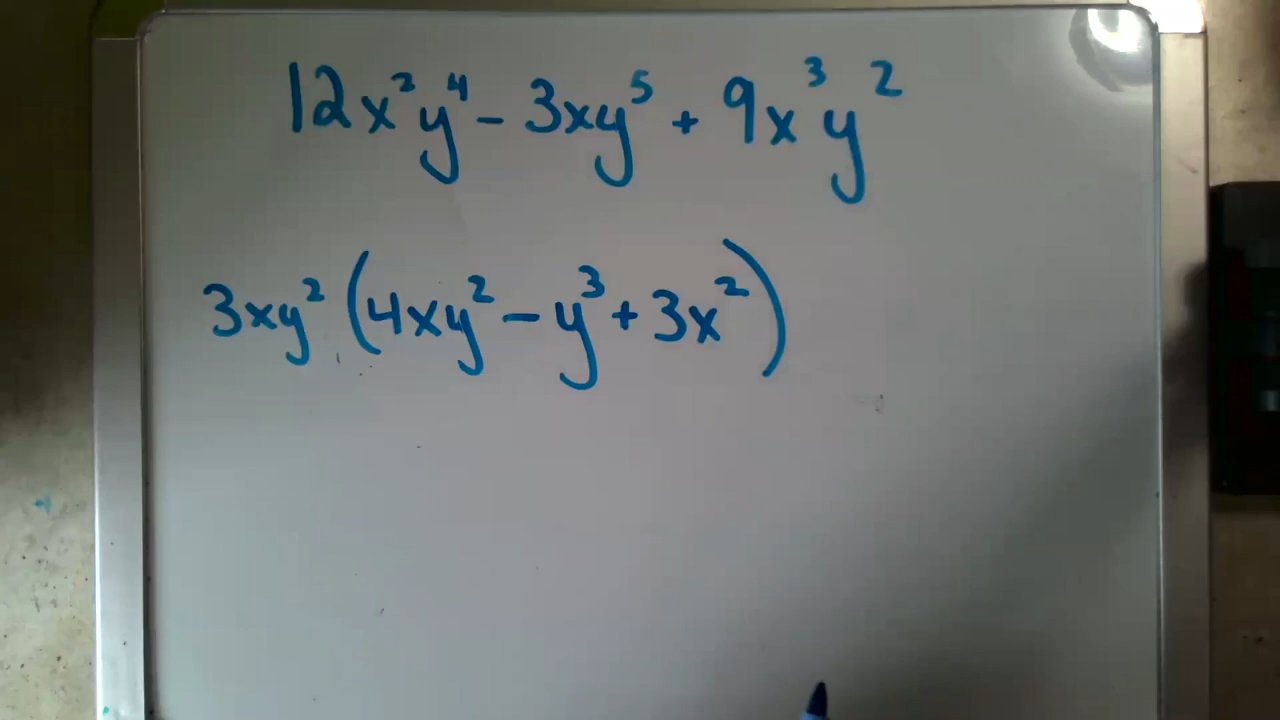 12x²y⁴ - 3xy⁵ + 9x³y²
3xy²(4xy² - y³ + 3x²)